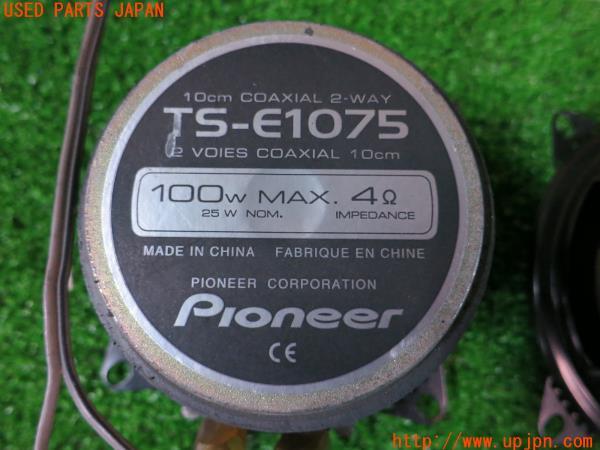 USED PARTS JAPAN
10cm COAXIAL 2-WAY
TS-E1075
2 VOIES COAXIAL 10cm
100W MAX. 4Ω
25 W NOM. IMPEDANCE
MADE IN CHINA FABRIQUE EN CHINE
PIONEER CORPORATION
Pioneer
CE
http://www.upjpn.com/